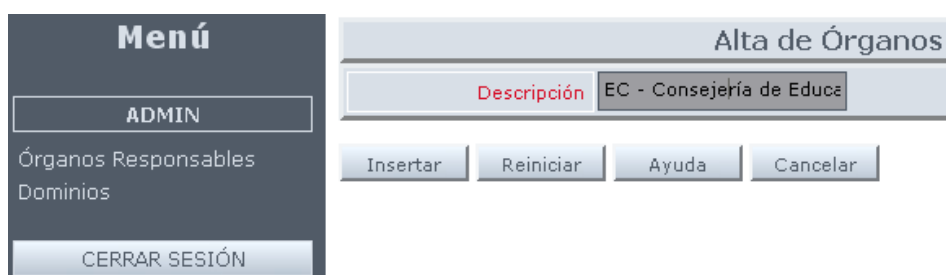 Menú
ADMIN
Órganos Responsables
Dominios
CERRAR SESIÓN
Alta de Órganos
Descripción EC - Consejería de Educa
Insertar Reiniciar Ayuda Cancelar